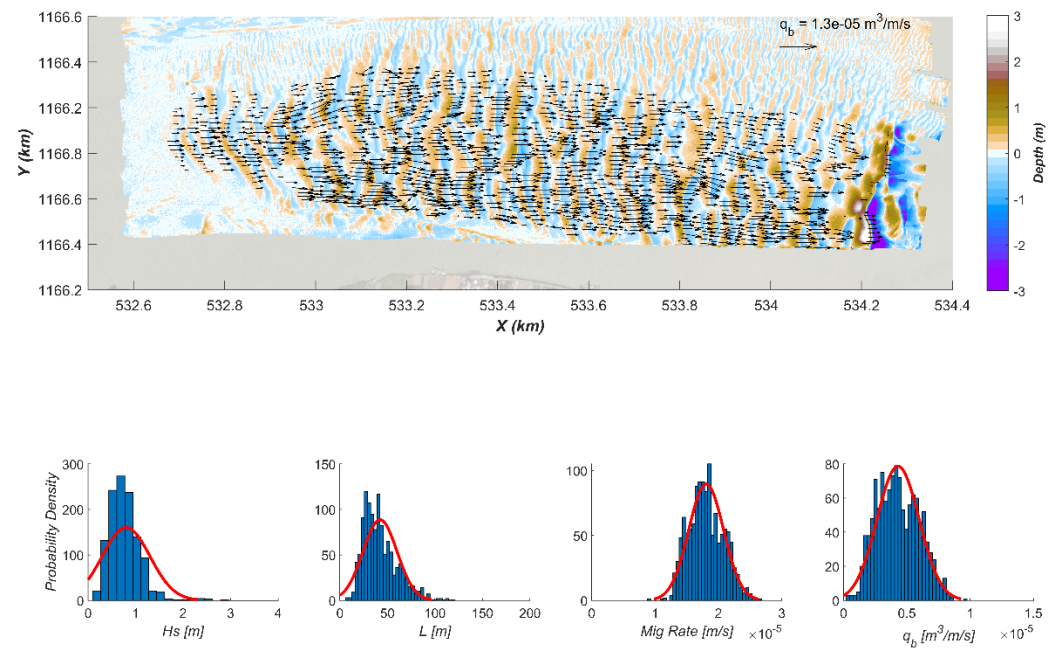 1166.6
1166.4
1166.2
1166.8
1166.6
1166.4
1166.2
Y (km)
q_b = 1.3e-05 m³/m/s
532.6 532.8 533 533.2 533.4 533.6 533.8 534 534.2 534.4
X (km)
3
2
1
0
-1
-2
-3
Depth (m)
300
200
100
0
Probability Density
0 2 4
Hs [m]
150
100
50
0
0 50 100 150 200
L [m]
100
50
0
0 1 2 3
Mig Rate [m/s] ×10⁻⁵
80
60
40
20
0
0 0.5 1 1.5
q_b [m³/m/s] ×10⁻⁵